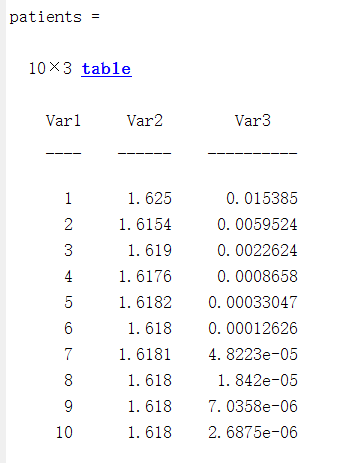 patients =
10×3 table
Var1 Var2 Var3
____ ______ __________
1 1.625 0.015385
2 1.6154 0.0059524
3 1.619 0.0022624
4 1.6176 0.0008658
5 1.6182 0.00033047
6 1.618 0.00012626
7 1.6181 4.8223e-05
8 1.618 1.842e-05
9 1.618 7.0358e-06
10 1.618 2.6875e-06